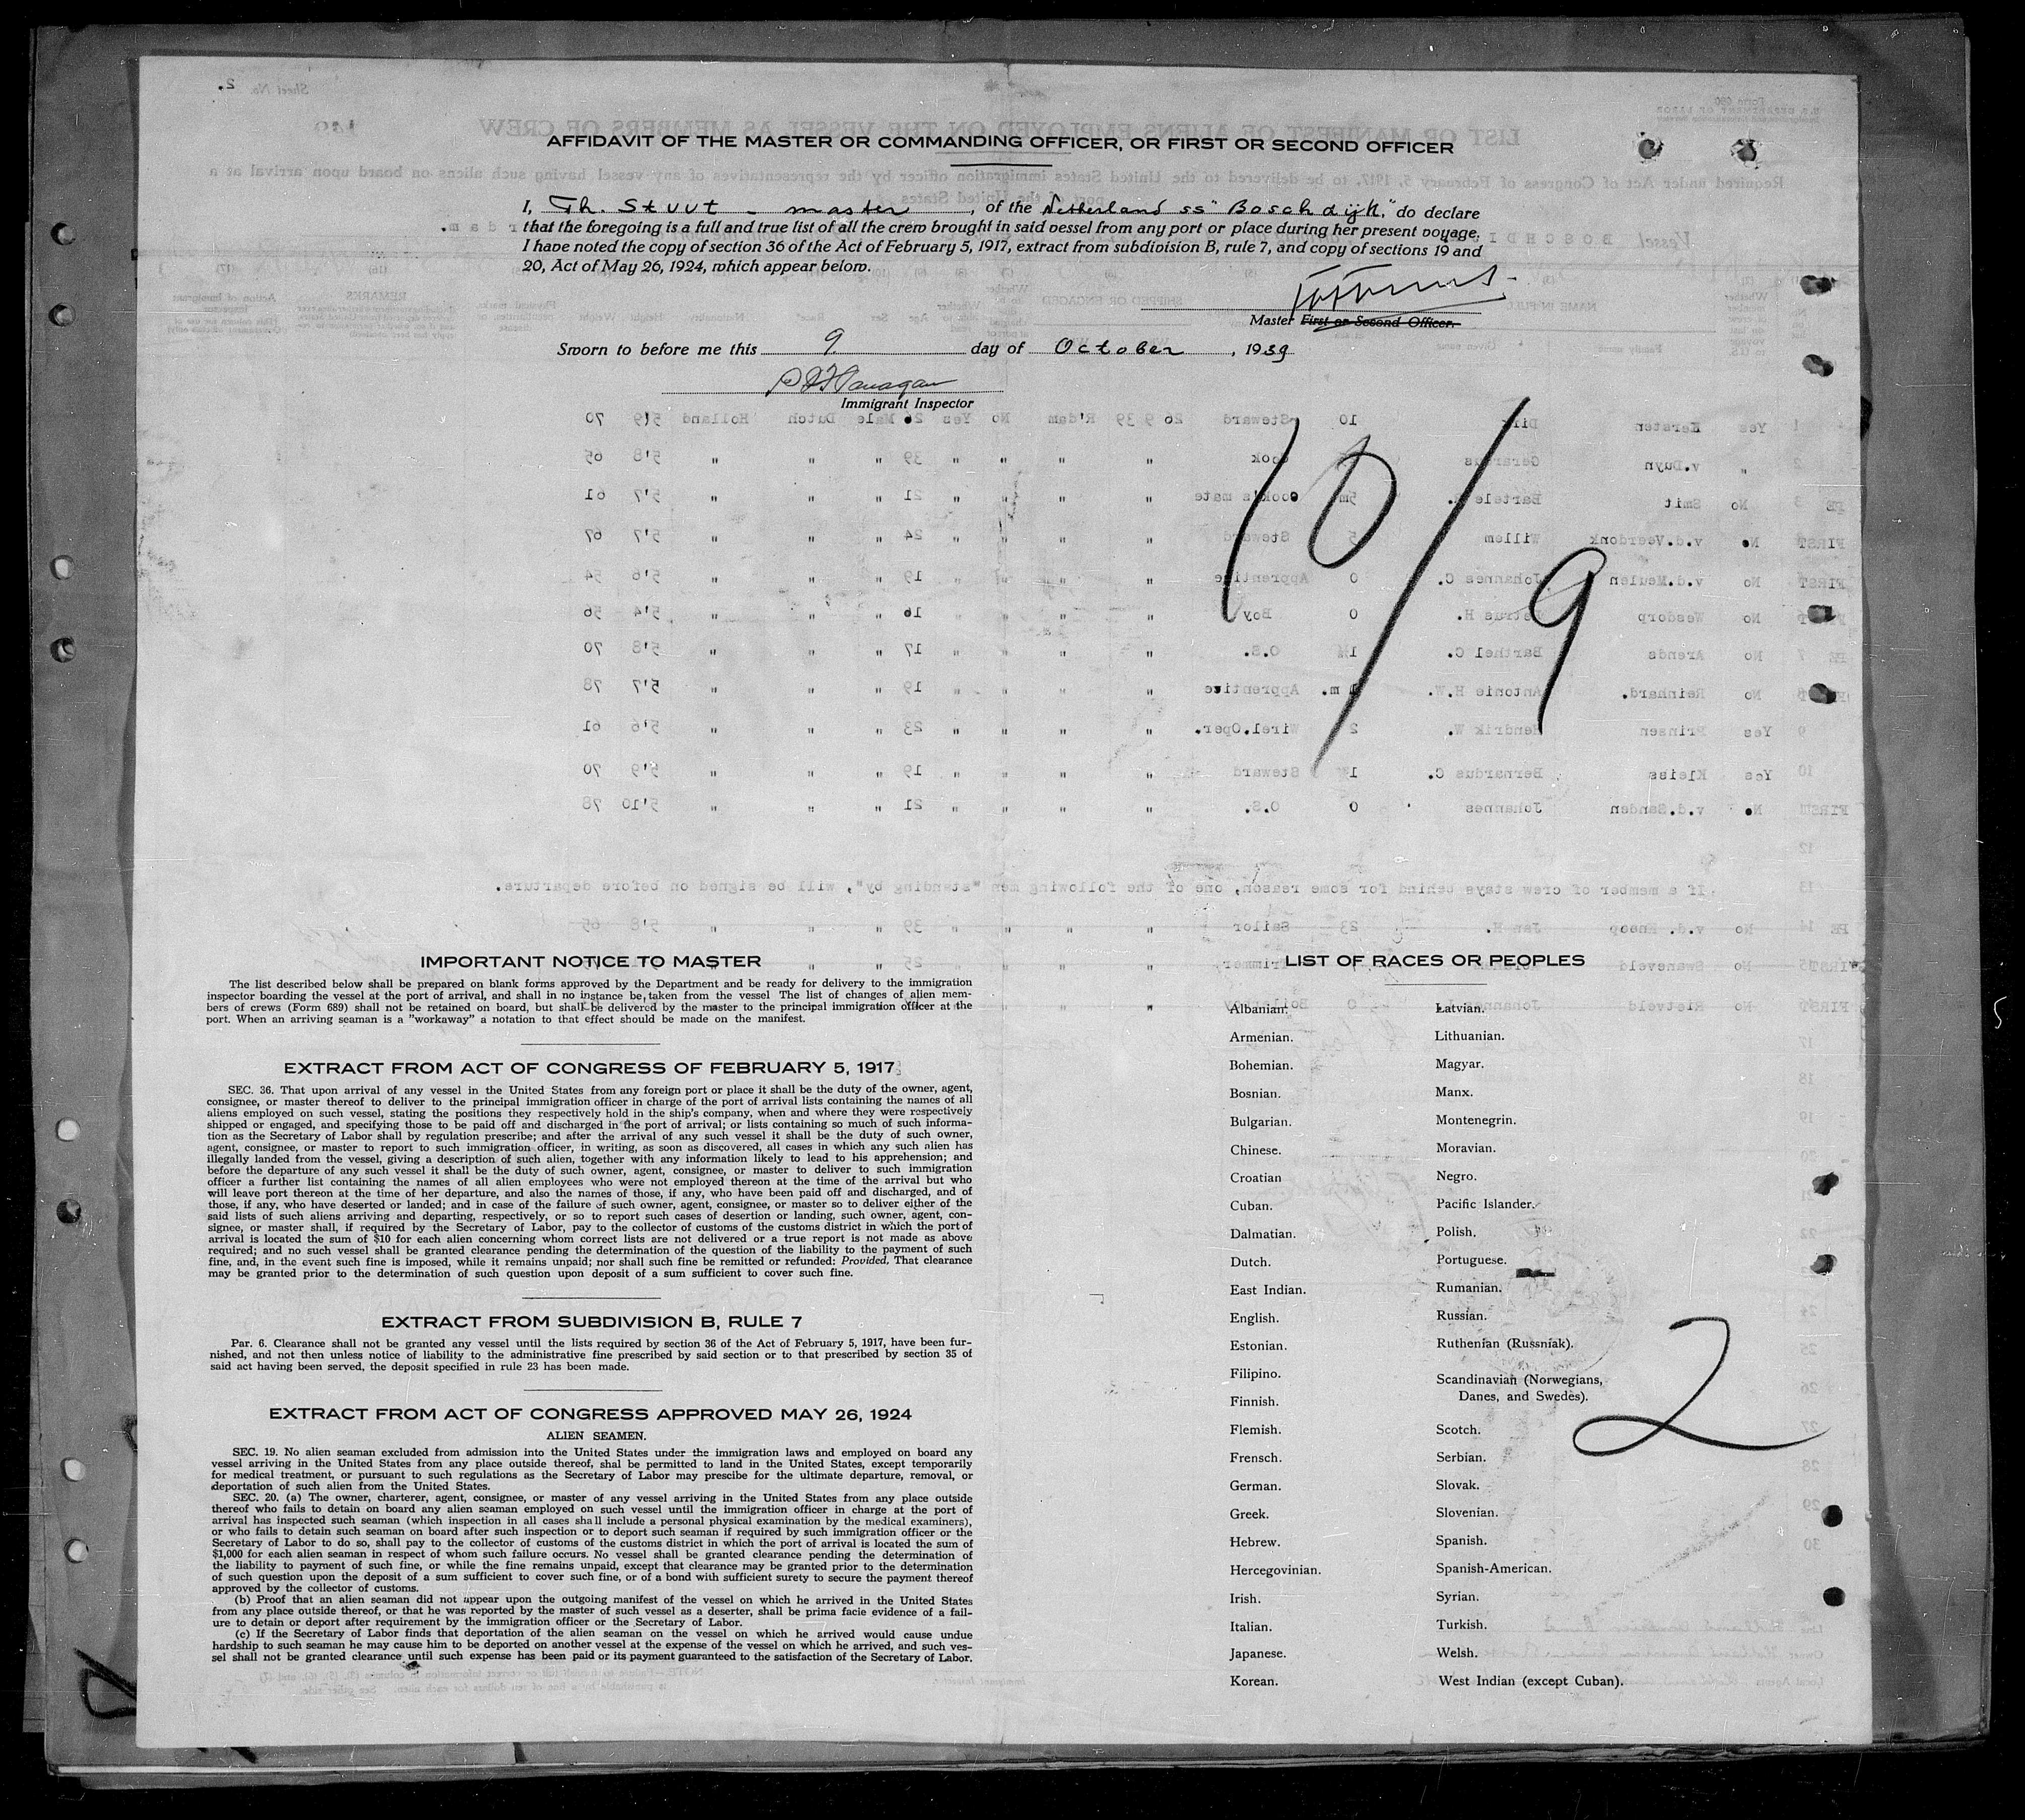 AFFIDAVIT OF THE MASTER OR COMMANDING OFFICER, OR FIRST OR SECOND OFFICER
I, Th. Stuut - master, of the Netherland ss "Boschdijk," do declare
that the foregoing is a full and true list of all the crew brought in said vessel from any port or place during her present voyage.
I have noted the copy of section 36 of the Act of February 5, 1917, extract from subdivision B, rule 7, and copy of sections 19 and
20, Act of May 26, 1924, which appear below.
Master First or Second Officer.
Sworn to before me this 9. day of October, 1939
Immigrant Inspector
10/9
IMPORTANT NOTICE TO MASTER
The list described below shall be prepared on blank forms approved by the Department and be ready for delivery to the immigration
inspector boarding the vessel at the port of arrival, and shall in no instance be taken from the vessel The list of changes of alien mem-
bers of crews (Form 689) shall not be retained on board, but shall be delivered by the master to the principal immigration officer at the
port. When an arriving seaman is a "workaway" a notation to that effect should be made on the manifest.
EXTRACT FROM ACT OF CONGRESS OF FEBRUARY 5, 1917
SEC. 36. That upon arrival of any vessel in the United States from any foreign port or place it shall be the duty of the owner, agent,
consignee, or master thereof to deliver to the principal immigration officer in charge of the port of arrival lists containing the names of all
aliens employed on such vessel, stating the positions they respectively hold in the ship's company, when and where they were respectively
shipped or engaged, and specifying those to be paid off and discharged in the port of arrival; or lists containing so much of such informa-
tion as the Secretary of Labor shall by regulation prescribe; and after the arrival of any such vessel it shall be the duty of such owner,
agent, consignee, or master to report to such immigration officer, in writing, as soon as discovered, all cases in which any such alien has
illegally landed from the vessel, giving a description of such alien, together with any information likely to lead to his apprehension; and
before the departure of any such vessel it shall be the duty of such owner, agent, consignee, or master to deliver to such immigration
officer a further list containing the names of all alien employees who were not employed thereon at the time of the arrival but who
will leave port thereon at the time of her departure, and also the names of those, if any, who have been paid off and discharged, and of
those, if any, who have deserted or landed; and in case of the failure of such owner, agent, consignee, or master so to deliver either of the
said lists of such aliens arriving and departing, respectively, or so to report such cases of desertion or landing, such owner, agent, con-
signee, or master shall, if required by the Secretary of Labor, pay to the collector of customs of the customs district in which the port of
arrival is located the sum of $10 for each alien concerning whom correct lists are not delivered or a true report is not made as above
required; and no such vessel shall be granted clearance pending the determination of the question of the liability to the payment of such
fine, and, in the event such fine is imposed, while it remains unpaid; nor shall such fine be remitted or refunded: Provided, That clearance
may be granted prior to the determination of such question upon deposit of a sum sufficient to cover such fine.
EXTRACT FROM SUBDIVISION B, RULE 7
Par. 6. Clearance shall not be granted any vessel until the lists required by section 36 of the Act of February 5, 1917, have been fur-
nished, and not then unless notice of liability to the administrative fine prescribed by said section or to that prescribed by section 35 of
said act having been served, the deposit specified in rule 23 has been made.
EXTRACT FROM ACT OF CONGRESS APPROVED MAY 26, 1924
ALIEN SEAMEN.
SEC. 19. No alien seaman excluded from admission into the United States under the immigration laws and employed on board any
vessel arriving in the United States from any place outside thereof, shal be permitted to land in the United States, except temporarily
for medical treatment, or pursuant to such regulations as the Secretary of Labor may prescibe for the ultimate departure, removal, or
deportation of such alien from the United States.
SEC. 20. (a) The owner, charterer, agent, consignee, or master of any vessel arriving in the United States from any place outside
thereof who fails to detain on board any alien seaman employed on such vessel until the immigration officer in charge at the port of
arrival has inspected such seaman (which inspection in all cases shall include a personal physical examination by the medical examiners),
or who fails to detain such seaman on board after such inspection or to deport such seaman if required by such immigration officer or the
Secretary of Labor to do so, shall pay to the collector of customs of the customs district in which the port of arrival is located the sum of
$1,000 for each alien seaman in respect of whom such failure occurs. No vessel shall be granted clearance pending the determination of
the liability to payment of such fine, or while the fine remains unpaid, except that clearance may be granted prior to the determination
of such question upon the deposit of a sum sufficient to cover such fine, or of a bond with sufficient surety to secure the payment thereof
approved by the collector of customs.
(b) Proof that an alien seaman did not appear upon the outgoing manifest of the vessel on which he arrived in the United States
from any place outside thereof, or that he was reported by the master of such vessel as a deserter, shall be prima facie evidence of a fail-
ure to detain or deport after requirement by the immigration officer or the Secretary of Labor.
(c) If the Secretary of Labor finds that deportation of the alien seaman on the vessel on which he arrived would cause undue
hardship to such seaman he may cause him to be deported on another vessel at the expense of the vessel on which he arrived, and such ves-
sel shall not be granted clearance until such expense has been paid or its payment guaranteed to the satisfaction of the Secretary of Labor.
LIST OF RACES OR PEOPLES
Albanian.
Armenian.
Bohemian.
Bosnian.
Bulgarian.
Chinese.
Croatian
Cuban.
Dalmatian.
Dutch.
East Indian.
English.
Estonian.
Filipino.
Finnish.
Flemish.
Frensch.
German.
Greek.
Hebrew.
Hercegovinian.
Irish.
Italian.
Japanese.
Korean.
Latvian.
Lithuanian.
Magyar.
Manx.
Montenegrin.
Moravian.
Negro.
Pacific Islander.
Polish.
Portuguese.
Rumanian.
Russian.
Ruthenian (Russniak).
Scandinavian (Norwegians,
Danes, and Swedes).
Scotch.
Serbian.
Slovak.
Slovenian.
Spanish.
Spanish-American.
Syrian.
Turkish.
Welsh.
West Indian (except Cuban).
2